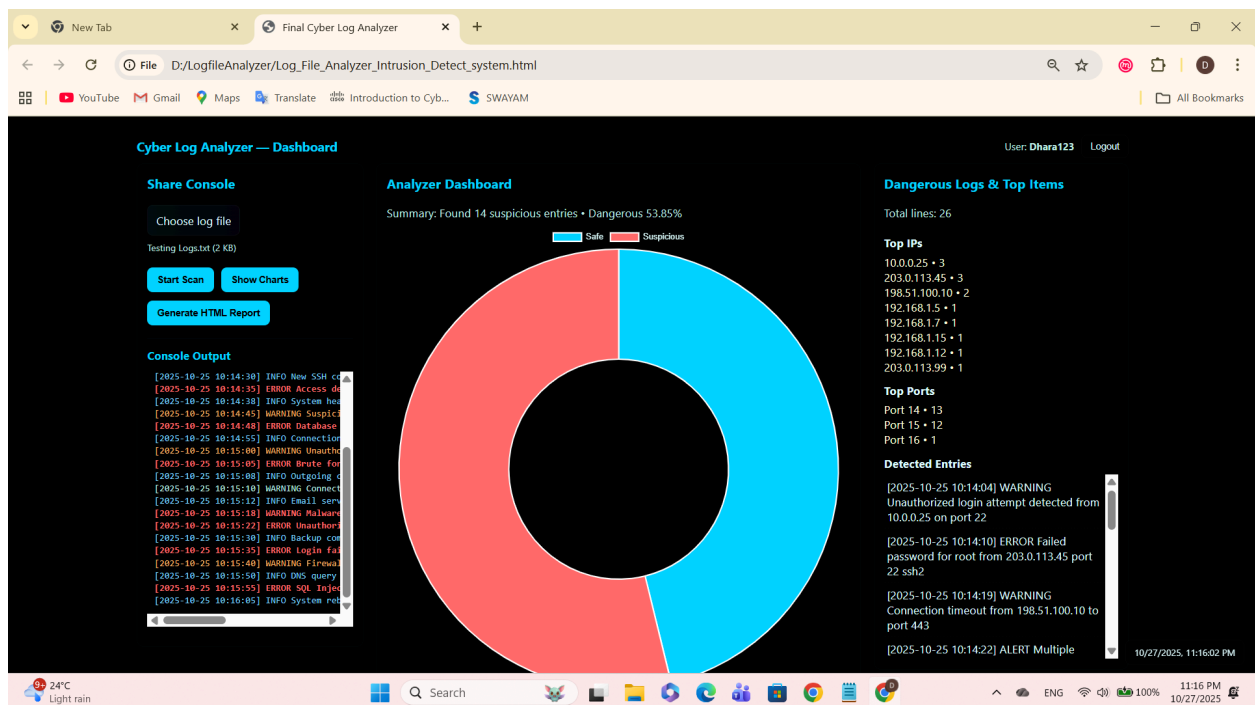 New Tab
Final Cyber Log Analyzer
File D:/LogfileAnalyzer/Log_File_Analyzer_Intrusion_Detect_system.html
D
YouTube Gmail Maps Translate Introduction to Cyb... SWAYAM All Bookmarks
Cyber Log Analyzer — Dashboard
User: Dhara123 Logout
Share Console
Choose log file
Testing Logs.txt (2 KB)
Start Scan Show Charts
Generate HTML Report
Console Output
[2025-10-25 10:14:30] INFO New SSH co
[2025-10-25 10:14:35] ERROR Access de
[2025-10-25 10:14:38] INFO System hea
[2025-10-25 10:14:45] WARNING Suspici
[2025-10-25 10:14:48] ERROR Database
[2025-10-25 10:14:55] INFO Connection
[2025-10-25 10:15:00] WARNING Unautho
[2025-10-25 10:15:05] ERROR Brute for
[2025-10-25 10:15:08] INFO Outgoing c
[2025-10-25 10:15:10] WARNING Connect
[2025-10-25 10:15:12] INFO Email serv
[2025-10-25 10:15:18] WARNING Malware
[2025-10-25 10:15:22] ERROR Unauthori
[2025-10-25 10:15:30] INFO Backup com
[2025-10-25 10:15:35] ERROR Login fai
[2025-10-25 10:15:40] WARNING Firewal
[2025-10-25 10:15:50] INFO DNS query
[2025-10-25 10:15:55] ERROR SQL Injec
[2025-10-25 10:16:05] INFO System reb
Analyzer Dashboard
Summary: Found 14 suspicious entries • Dangerous 53.85%
Safe Suspicious
Dangerous Logs & Top Items
Total lines: 26
Top IPs
10.0.0.25 • 3
203.0.113.45 • 3
198.51.100.10 • 2
192.168.1.5 • 1
192.168.1.7 • 1
192.168.1.15 • 1
192.168.1.12 • 1
203.0.113.99 • 1
Top Ports
Port 14 • 13
Port 15 • 12
Port 16 • 1
Detected Entries
[2025-10-25 10:14:04] WARNING
Unauthorized login attempt detected from
10.0.0.25 on port 22
[2025-10-25 10:14:10] ERROR Failed
password for root from 203.0.113.45 port
22 ssh2
[2025-10-25 10:14:19] WARNING
Connection timeout from 198.51.100.10 to
port 443
[2025-10-25 10:14:22] ALERT Multiple
10/27/2025, 11:16:02 PM
9+
24°C
Light rain
Search
D
ENG
100%
11:16 PM
10/27/2025